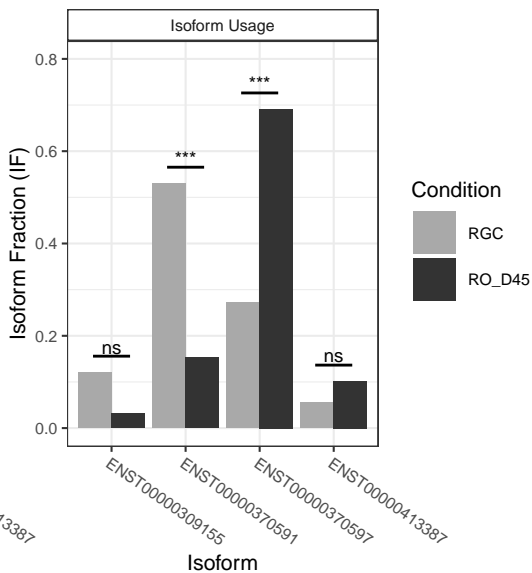 Isoform Usage
0.8
0.6
0.4
0.2
0.0
Isoform Fraction (IF)
ns
***
***
ns
ENST00000309155
ENST00000370591
ENST00000370597
ENST00000413387
13387
Isoform
Condition
RGC
RO_D45